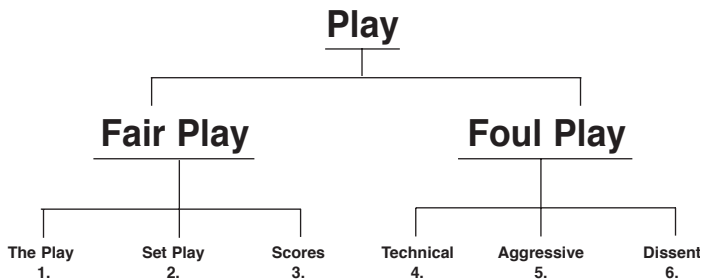 Play
Fair Play
Foul Play
The Play
1.
Set Play
2.
Scores
3.
Technical
4.
Aggressive
5.
Dissent
6.